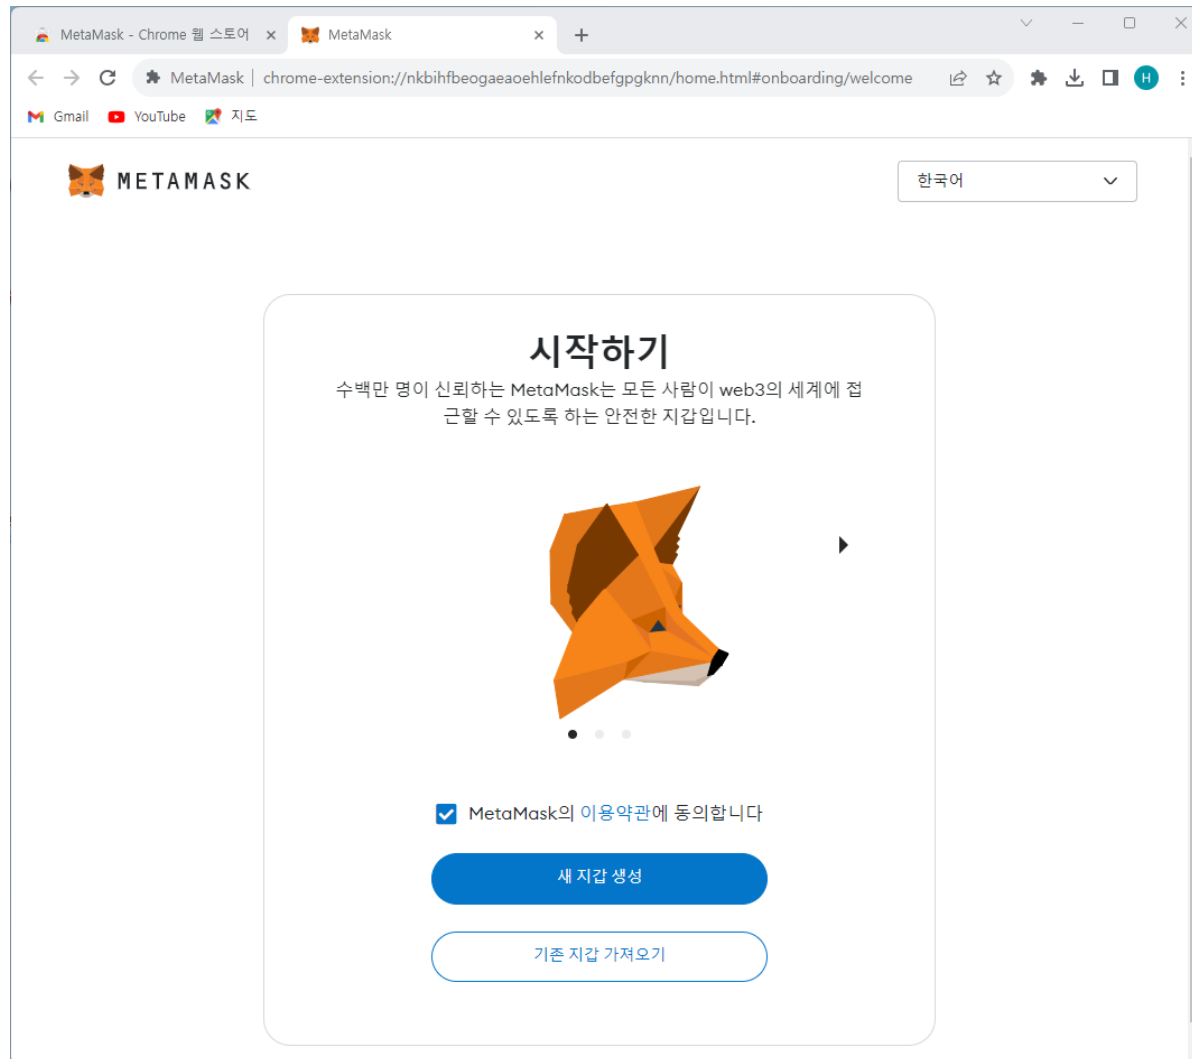 MetaMask - Chrome 웹 스토어
MetaMask
MetaMask | chrome-extension://nkbihfbeogaeaoehlefnkodbefgpgknn/home.html#onboarding/welcome
H
Gmail
YouTube
지도
METAMASK
한국어
시작하기
수백만 명이 신뢰하는 MetaMask는 모든 사람이 web3의 세계에 접
근할 수 있도록 하는 안전한 지갑입니다.
MetaMask의 이용약관에 동의합니다
새 지갑 생성
기존 지갑 가져오기